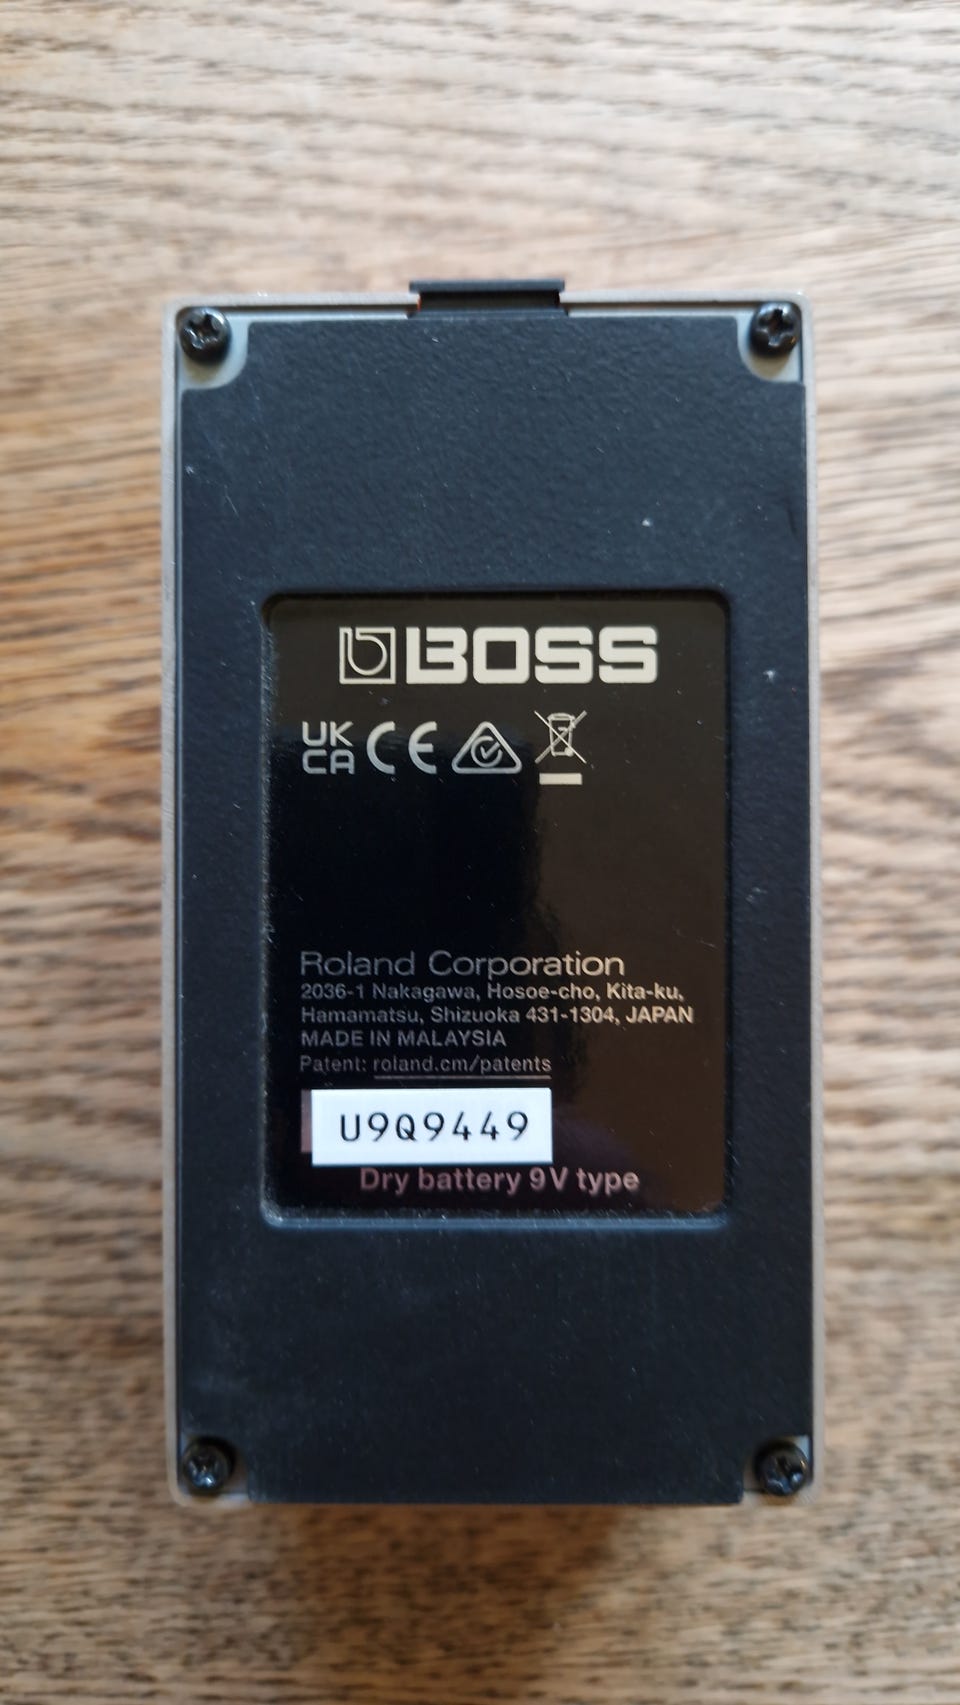 BOSS
UK
CA CE
Roland Corporation
2036-1 Nakagawa, Hosoe-cho, Kita-ku,
Hamamatsu, Shizuoka 431-1304, JAPAN
MADE IN MALAYSIA
Patent: roland.cm/patents
U9Q9449
Dry battery 9V type